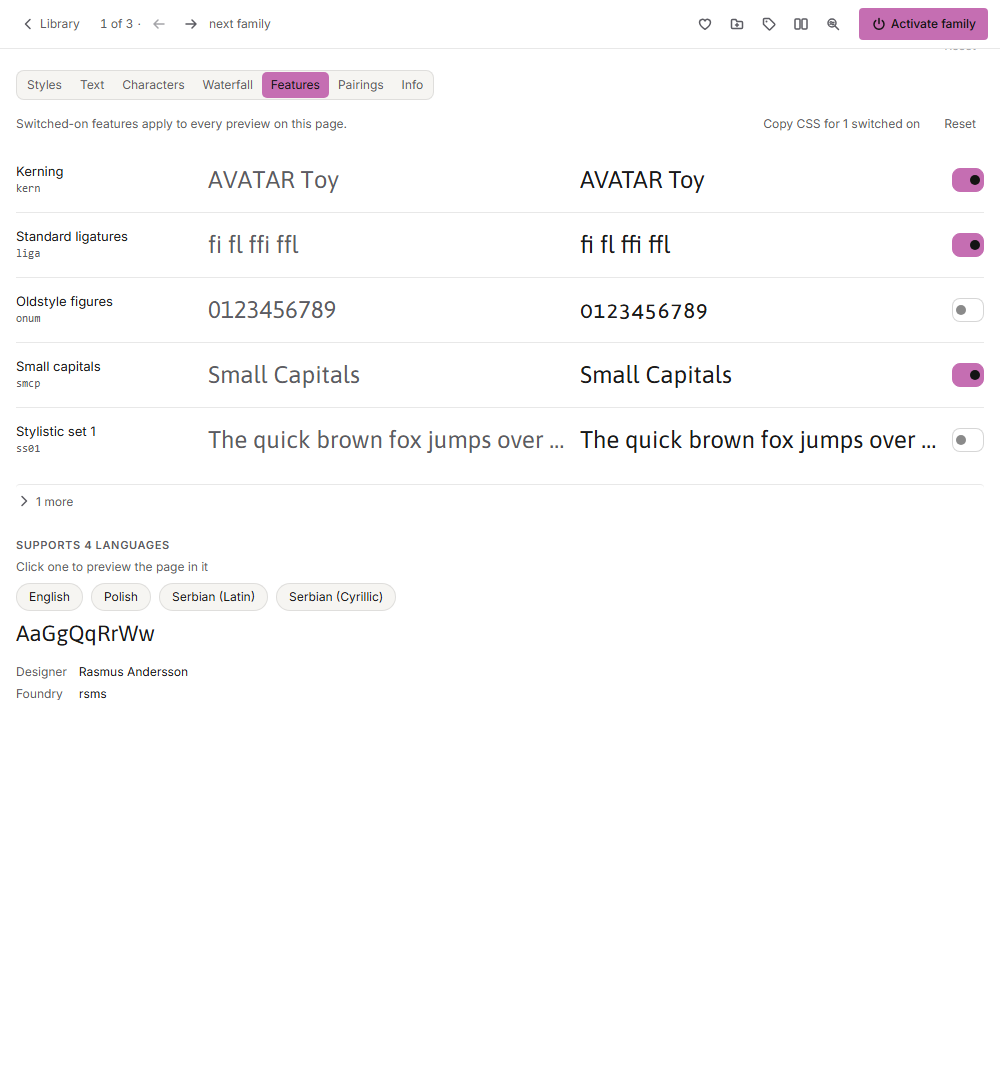 Library 1 of 3 · next family Activate family
Styles Text Characters Waterfall Features Pairings Info
Switched-on features apply to every preview on this page. Copy CSS for 1 switched on Reset
Kerning
kern
AVATAR Toy AVATAR Toy
Standard ligatures
liga
fi fl ffi ffl fi fl ffi ffl
Oldstyle figures
onum
0123456789 0123456789
Small capitals
smcp
Small Capitals Small Capitals
Stylistic set 1
ss01
The quick brown fox jumps over ... The quick brown fox jumps over ...
1 more
SUPPORTS 4 LANGUAGES
Click one to preview the page in it
English Polish Serbian (Latin) Serbian (Cyrillic)
AaGgQqRrWw
Designer Rasmus Andersson
Foundry rsms